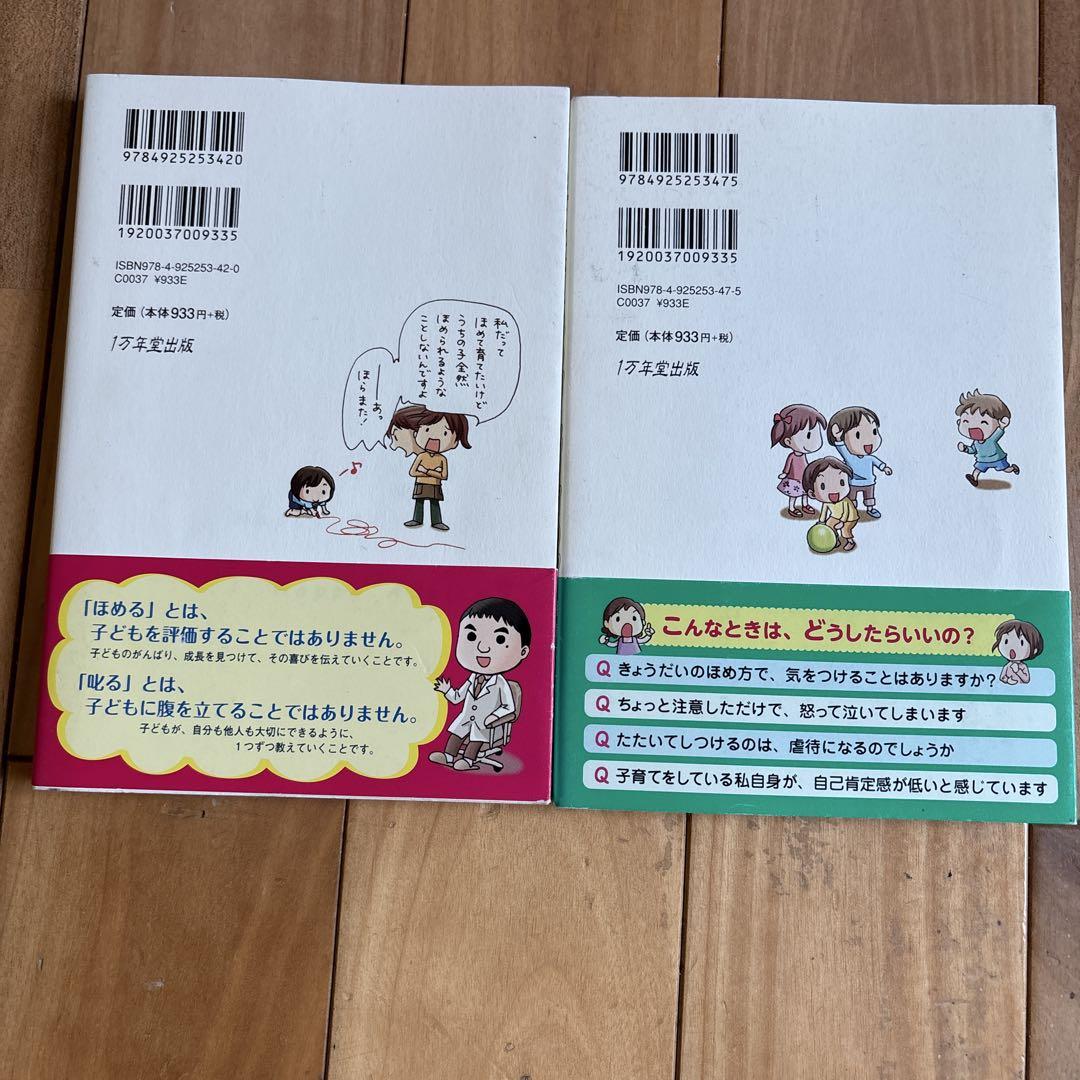 9784925253420
1920037009335
ISBN978-4-925253-42-0
C0037 ¥933E
定価(本体933円+税)
1万年堂出版
私だって
ほめて育てたいけど
うちの子全然
ほめられるような
ことしないんですよ
――あっ
ほらまた!
「ほめる」とは、
子どもを評価することではありません。
子どものがんばり、成長を見つけて、その喜びを伝えていくことです。
「叱る」とは、
子どもに腹を立てることではありません。
子どもが、自分も他人も大切にできるように、
1つずつ教えていくことです。
9784925253475
1920037009335
ISBN978-4-925253-47-5
C0037 ¥933E
定価(本体933円+税)
1万年堂出版
こんなときは、どうしたらいいの?
Q きょうだいのほめ方で、気をつけることはありますか?
Q ちょっと注意しただけで、怒って泣いてしまいます
Q たたいてしつけるのは、虐待になるのでしょうか
Q 子育てをしている私自身が、自己肯定感が低いと感じています